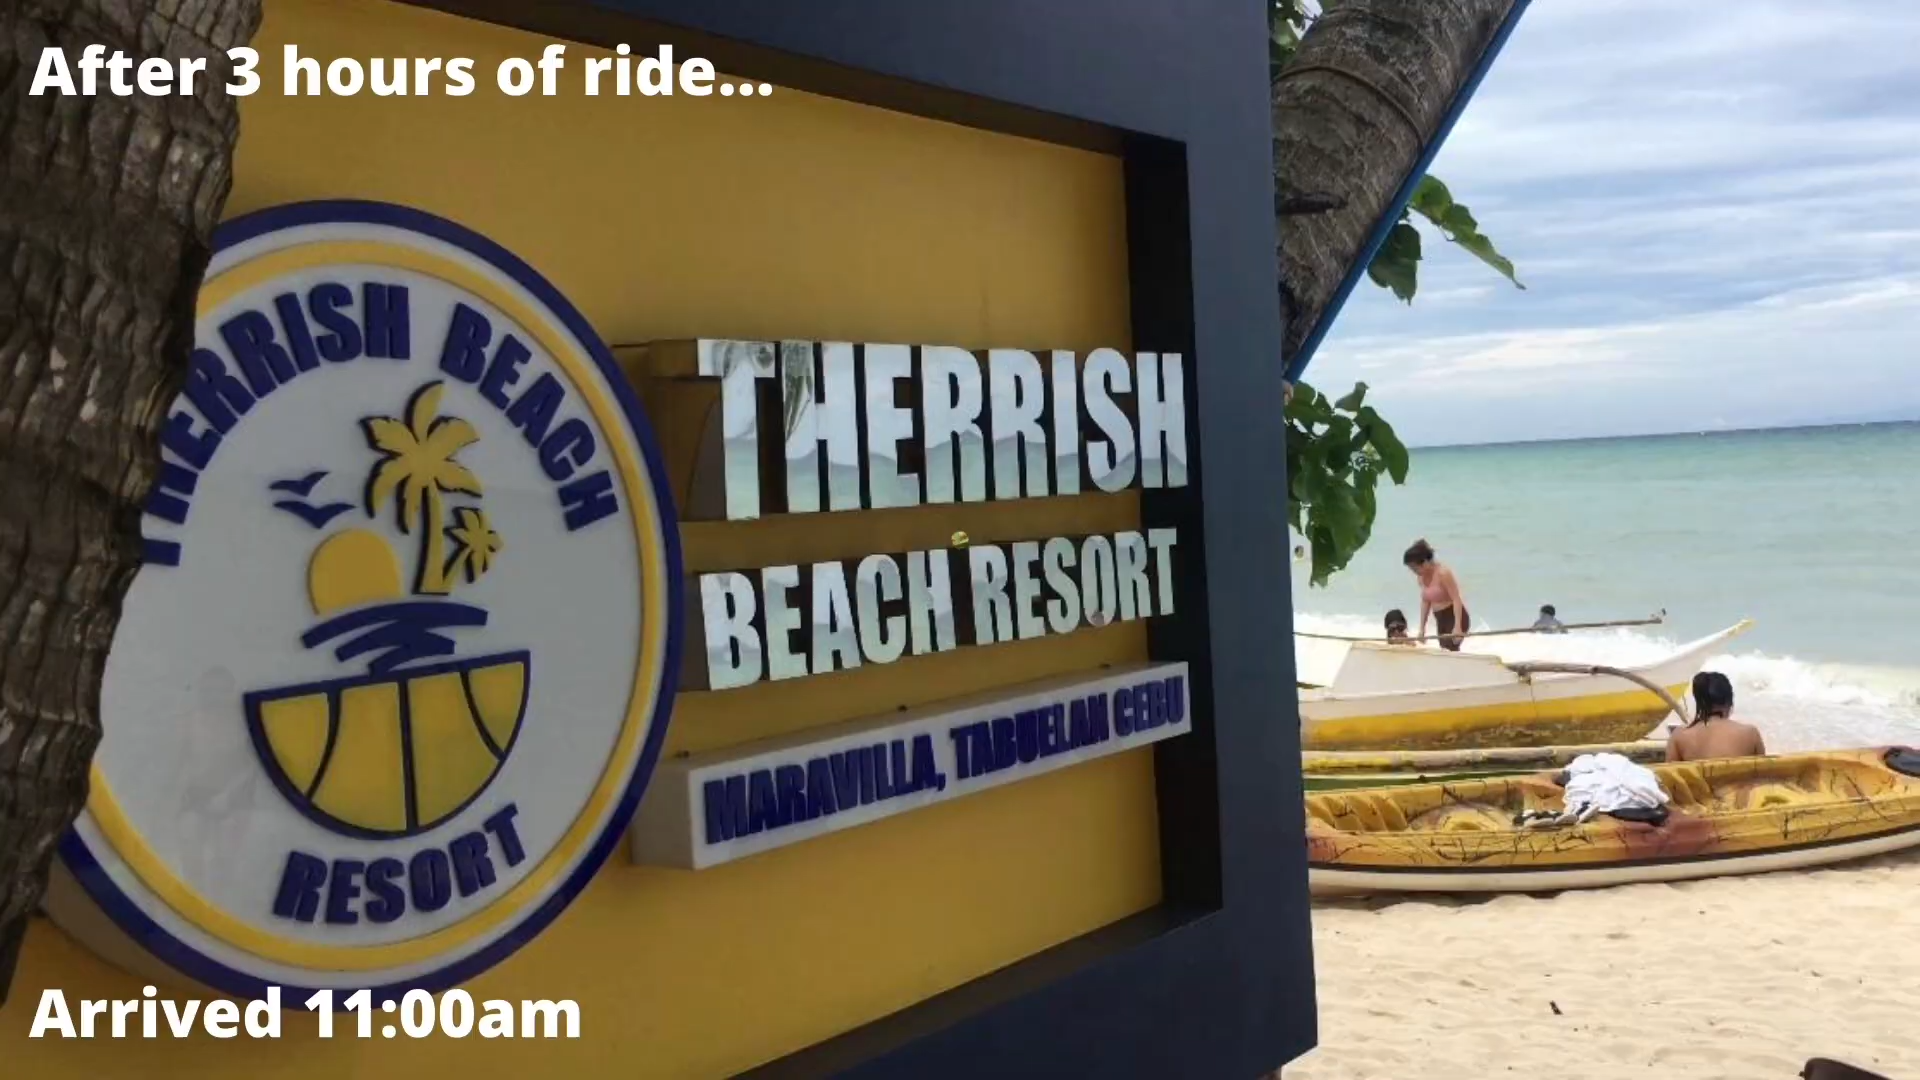 After 3 hours of ride...
THERRISH BEACH
RESORT
THERRISH
BEACH RESORT
MARAVILLA, TABUELAN CEBU
Arrived 11:00am